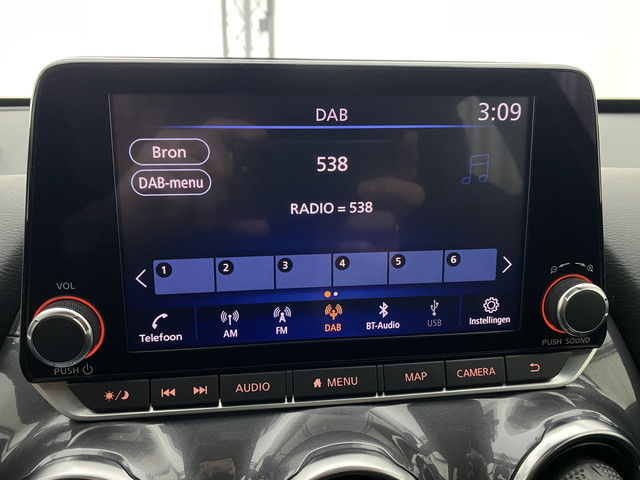 DAB
3:09
Bron
538
DAB-menu
RADIO = 538
1 2 3 4 5 6
VOL
Telefoon AM FM DAB BT-Audio USB Instellingen
PUSH
PUSH SOUND
AUDIO MENU MAP CAMERA